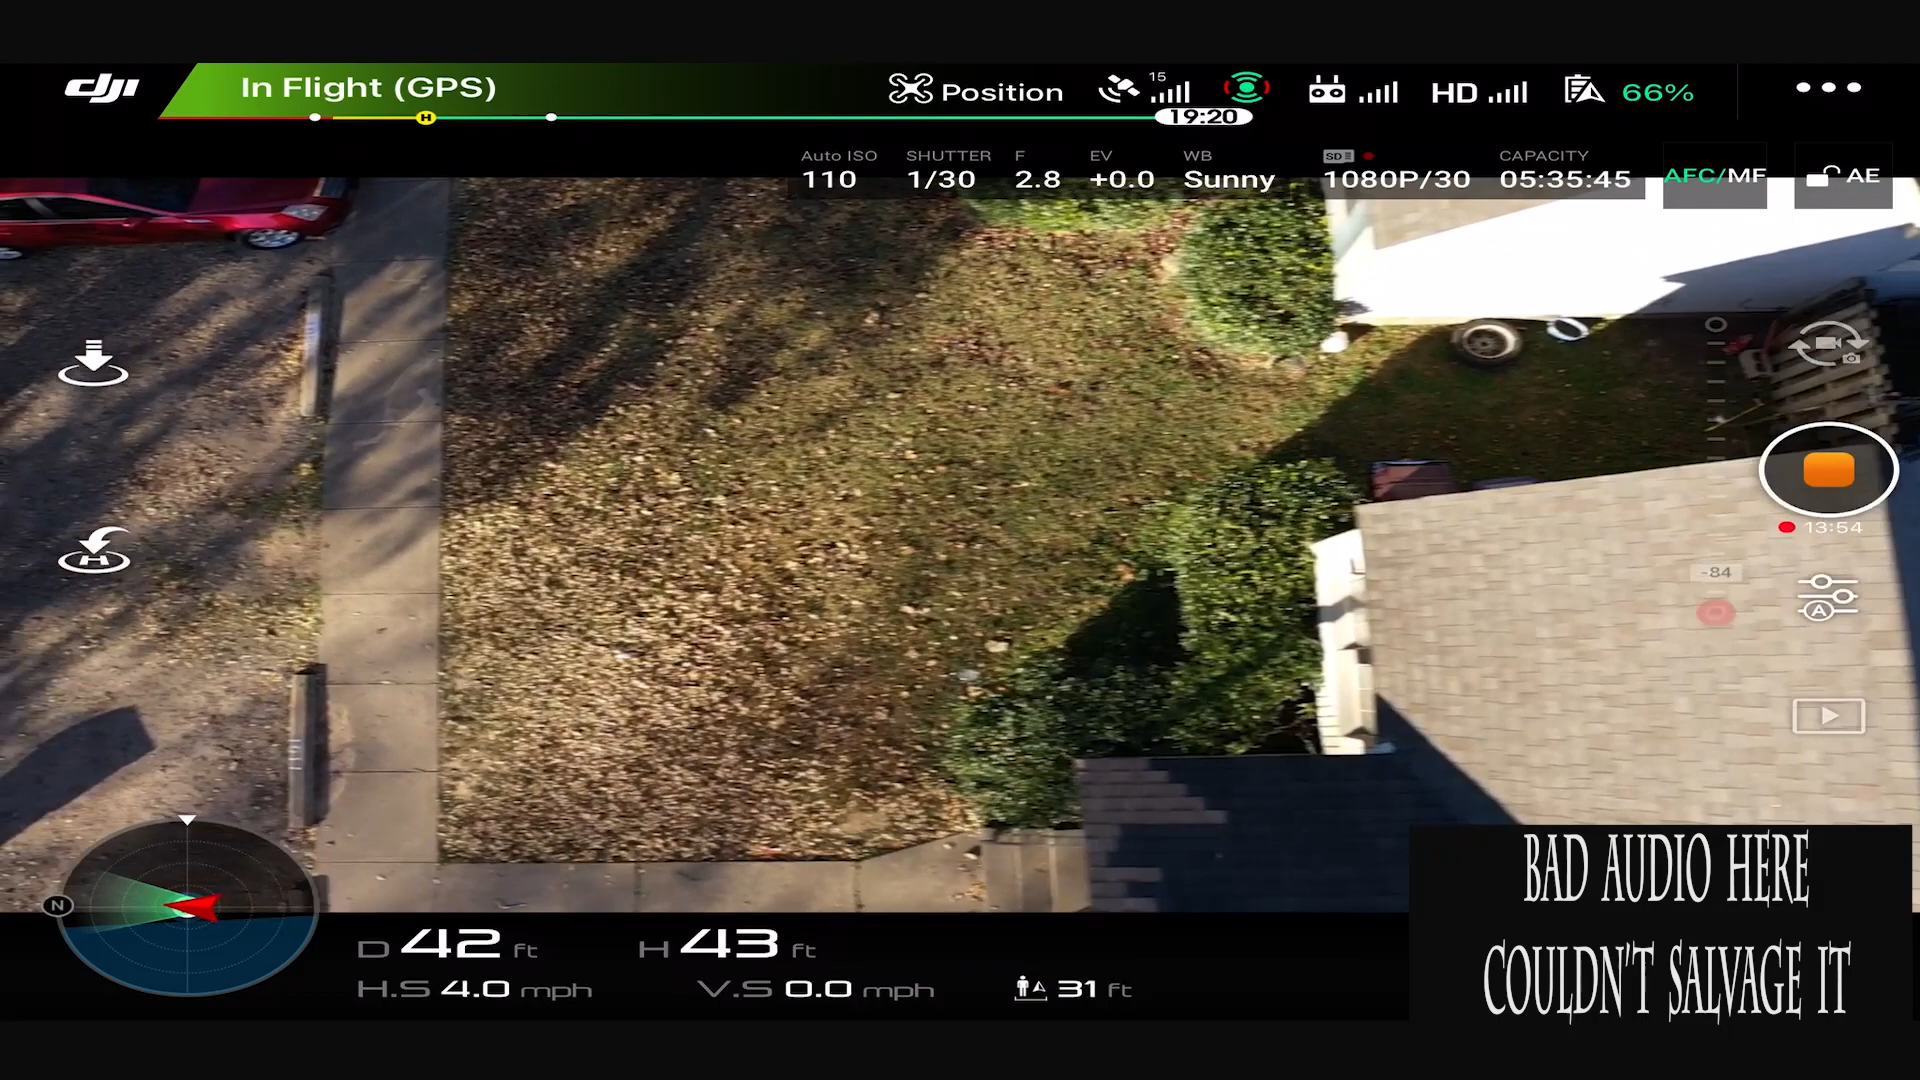 dji In Flight (GPS) Position 15 HD 66%
H 19:20
Auto ISO SHUTTER F EV WB SD CAPACITY
110 1/30 2.8 +0.0 Sunny 1080P/30 05:35:45 AFC/MF AE
H
13:54
-84
A
N
D 42 ft H 43 ft
H.S 4.0 mph V.S 0.0 mph 31 ft
BAD AUDIO HERE
COULDN'T SALVAGE IT